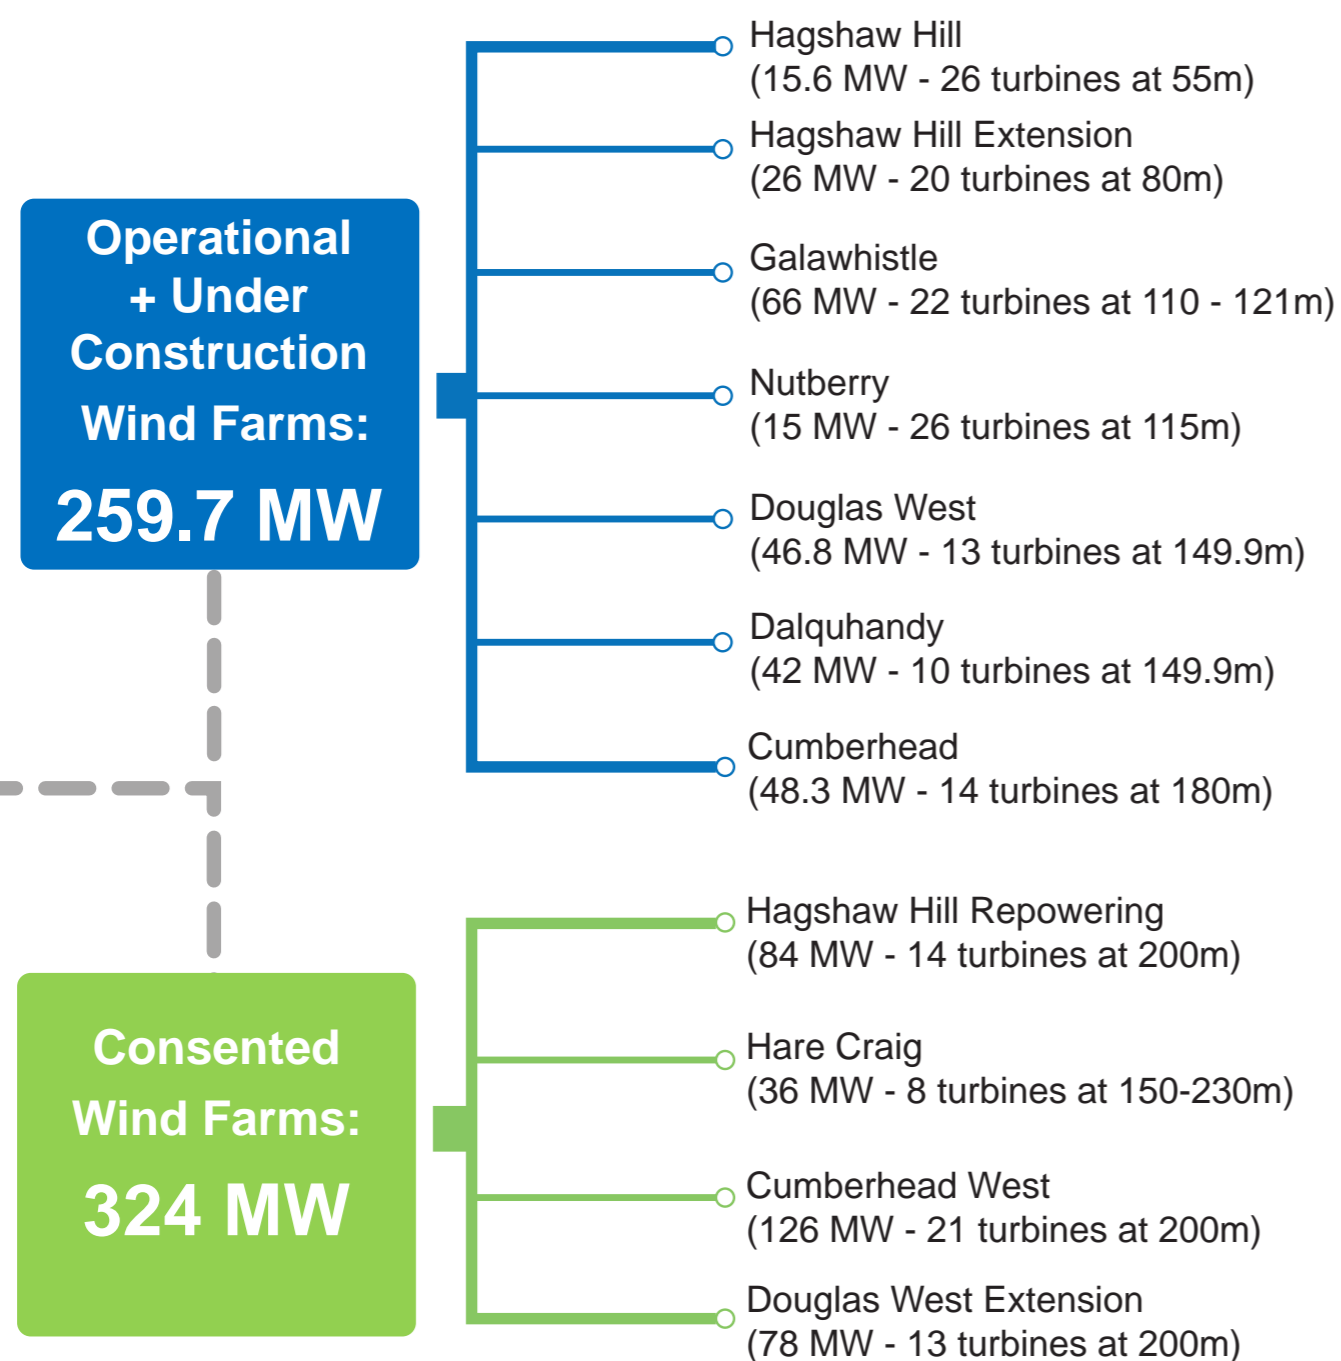 Operational
+ Under
Construction
Wind Farms:
259.7 MW
Hagshaw Hill
(15.6 MW - 26 turbines at 55m)
Hagshaw Hill Extension
(26 MW - 20 turbines at 80m)
Galawhistle
(66 MW - 22 turbines at 110 - 121m)
Nutberry
(15 MW - 26 turbines at 115m)
Douglas West
(46.8 MW - 13 turbines at 149.9m)
Dalquhandy
(42 MW - 10 turbines at 149.9m)
Cumberhead
(48.3 MW - 14 turbines at 180m)
Consented
Wind Farms:
324 MW
Hagshaw Hill Repowering
(84 MW - 14 turbines at 200m)
Hare Craig
(36 MW - 8 turbines at 150-230m)
Cumberhead West
(126 MW - 21 turbines at 200m)
Douglas West Extension
(78 MW - 13 turbines at 200m)